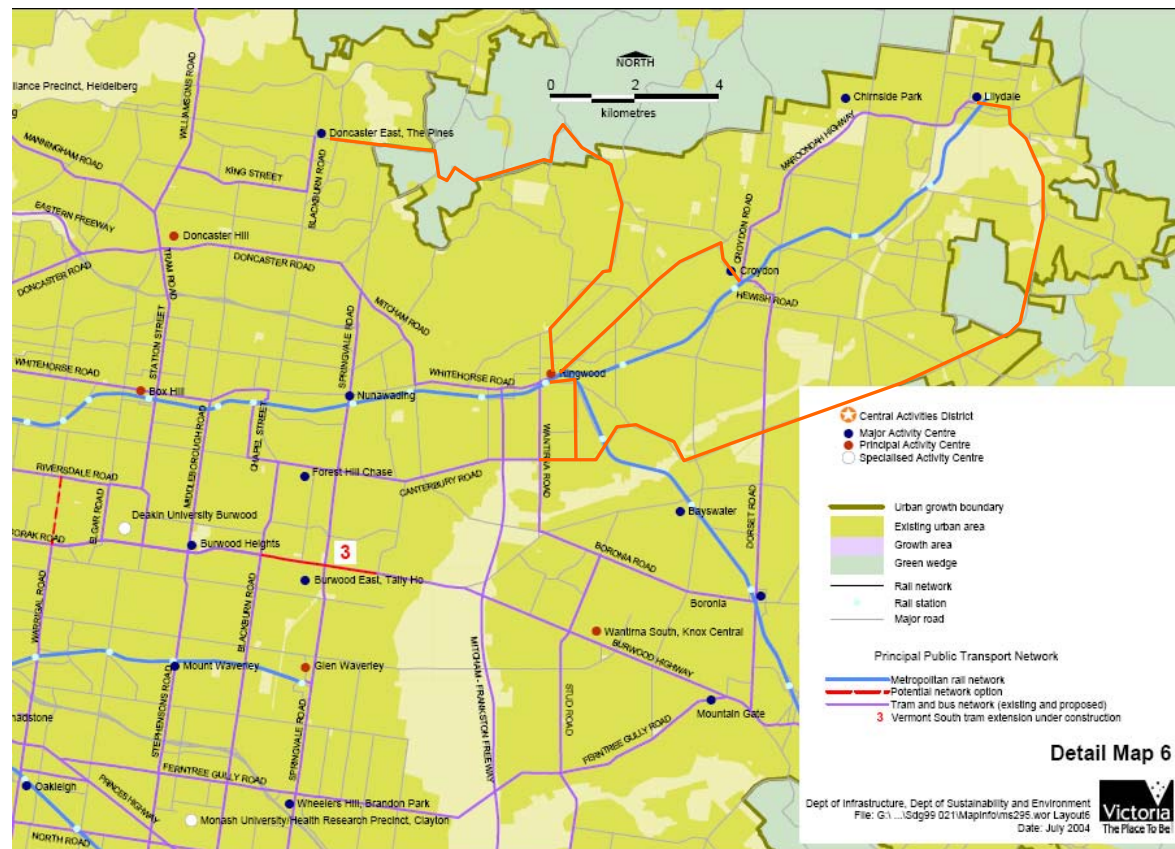 lliance Precinct, Heidelberg
WILLIAMSONS ROAD
MANNINGHAM ROAD
KING STREET
Doncaster East, The Pines
BLACKBURN ROAD
NORTH
0 2 4
kilometres
Chirnside Park
Lilydale
MAROONDAH HIGHWAY
EASTERN FREEWAY
Doncaster Hill
DONCASTER ROAD
TRAM ROAD
DONCASTER ROAD
MITCHAM ROAD
CROYDON ROAD
Croydon
HEWISH ROAD
STATION STREET
SPRINGVALE ROAD
WHITEHORSE ROAD
Box Hill
WHITEHORSE ROAD
Nunawading
Ringwood
MIDDLEBOROUGH ROAD
CHAPEL STREET
WANTIRNA ROAD
RIVERSDALE ROAD
Forest Hill Chase
CANTERBURY ROAD
ELGAR ROAD
Deakin University Burwood
ORAK ROAD
Burwood Heights
3
Burwood East, Tally Ho
Bayswater
DORSET ROAD
BORONIA ROAD
Boronia
WARRIGAL ROAD
BLACKBURN ROAD
Wantirna South, Knox Central
BURWOOD HIGHWAY
Mount Waverley
Glen Waverley
MITCHAM - FRANKSTON FREEWAY
STUD ROAD
Mountain Gate
hadstone
STEPHENSONS ROAD
SPRINGVALE ROAD
FERNTREE GULLY ROAD
FERNTREE GULLY ROAD
Oakleigh
PRINCES HIGHWAY
Wheelers Hill, Brandon Park
Monash University/Health Research Precinct, Clayton
NORTH ROAD
Central Activities District
Major Activity Centre
Principal Activity Centre
Specialised Activity Centre
Urban growth boundary
Existing urban area
Growth area
Green wedge
Rail network
Rail station
Major road
Principal Public Transport Network
Metropolitan rail network
Potential network option
Tram and bus network (existing and proposed)
3 Vermont South tram extension under construction
Detail Map 6
Dept of Infrastructure, Dept of Sustainability and Environment
File: G:\ ...\Sdg99 021\MapInfo\ms295.wor Layout6
Date: July 2004
Victoria
The Place To Be